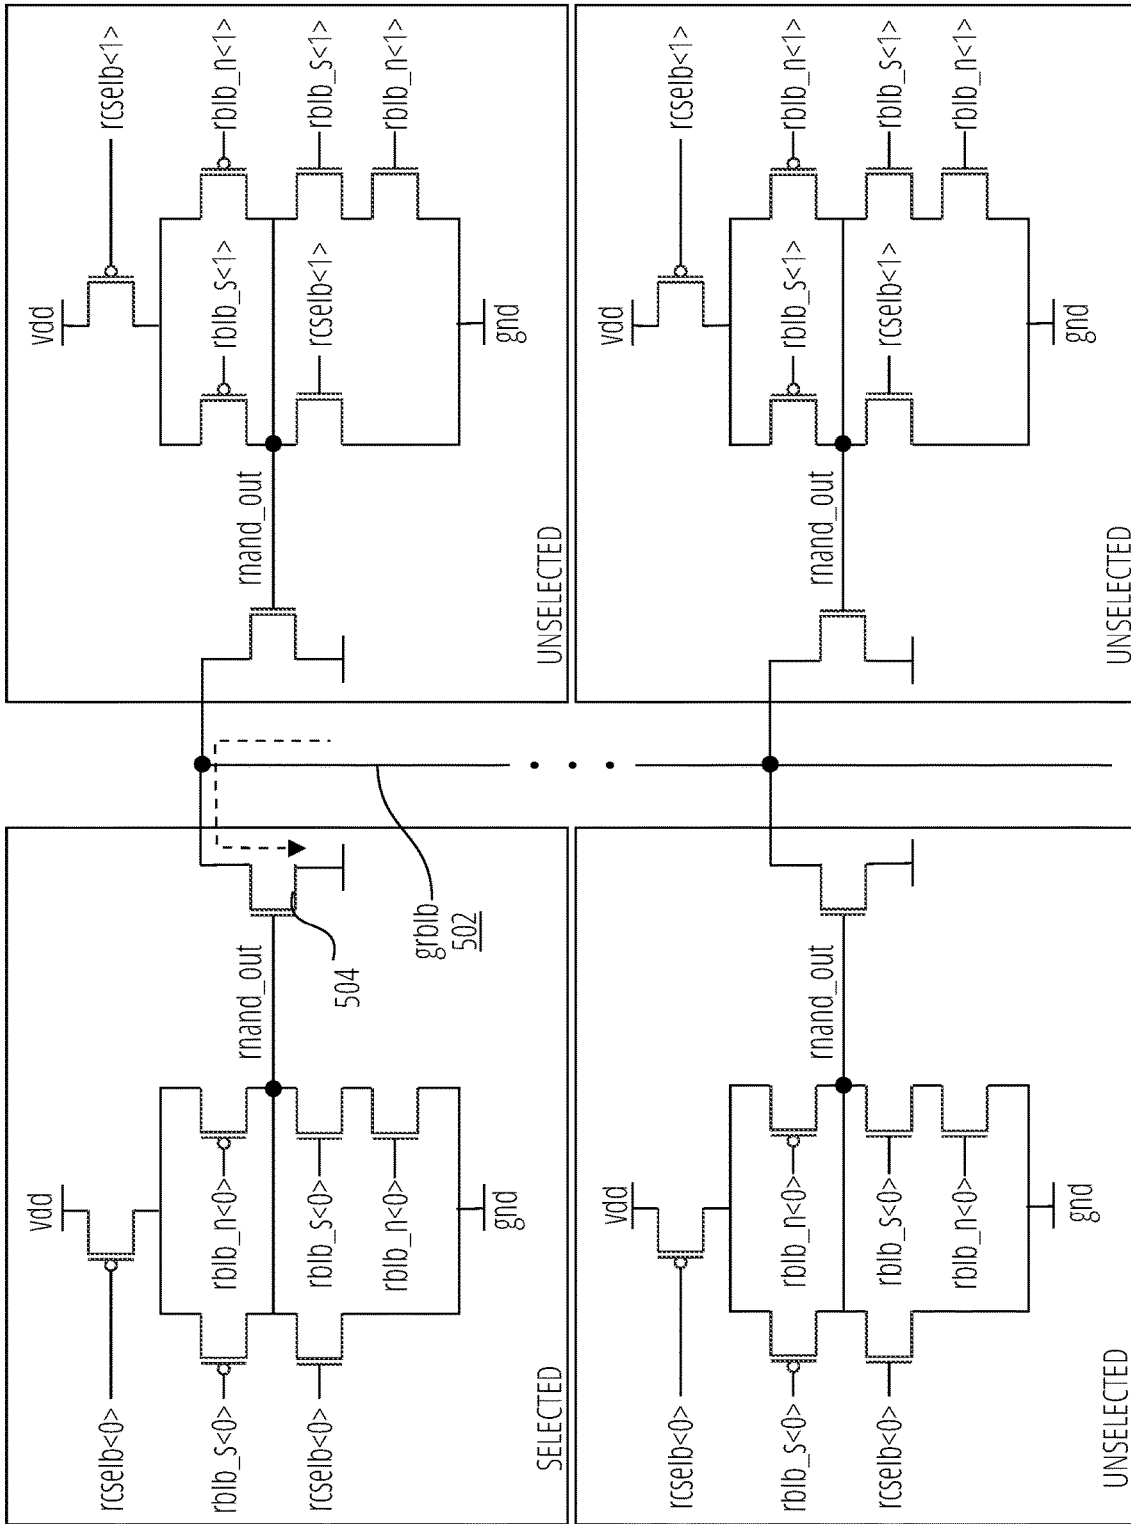 vdd
rcselb<0>
rblb_s<0>
rblb_n<0>
rcselb<0>
rblb_s<0>
rblb_n<0>
gnd
rnand_out
504
SELECTED
grblb
502
vdd
rcselb<1>
rblb_s<1>
rblb_n<1>
rcselb<1>
rblb_s<1>
rblb_n<1>
gnd
rnand_out
UNSELECTED
vdd
rcselb<0>
rblb_s<0>
rblb_n<0>
rcselb<0>
rblb_s<0>
rblb_n<0>
gnd
rnand_out
UNSELECTED
vdd
rcselb<1>
rblb_s<1>
rblb_n<1>
rcselb<1>
rblb_s<1>
rblb_n<1>
gnd
rnand_out
UNSELECTED